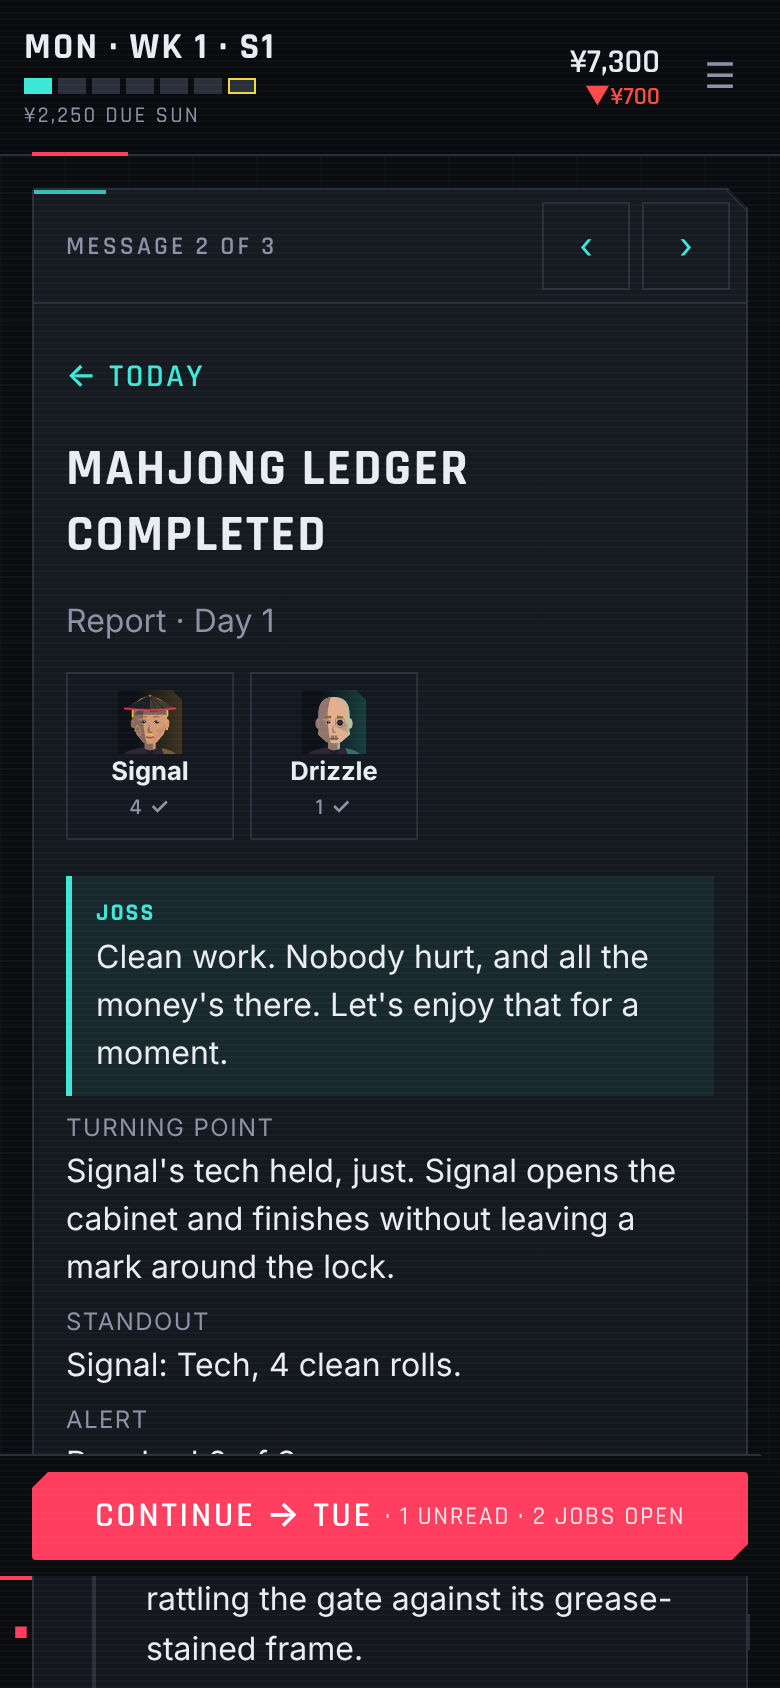 MON · WK 1 · S1
¥2,250 DUE SUN
¥7,300
▼¥700
☰
MESSAGE 2 OF 3
‹ ›
← TODAY
MAHJONG LEDGER
COMPLETED
Report · Day 1
Signal
4 ✓
Drizzle
1 ✓
JOSS
Clean work. Nobody hurt, and all the
money's there. Let's enjoy that for a
moment.
TURNING POINT
Signal's tech held, just. Signal opens the
cabinet and finishes without leaving a
mark around the lock.
STANDOUT
Signal: Tech, 4 clean rolls.
ALERT
CONTINUE → TUE · 1 UNREAD · 2 JOBS OPEN
rattling the gate against its grease-
stained frame.